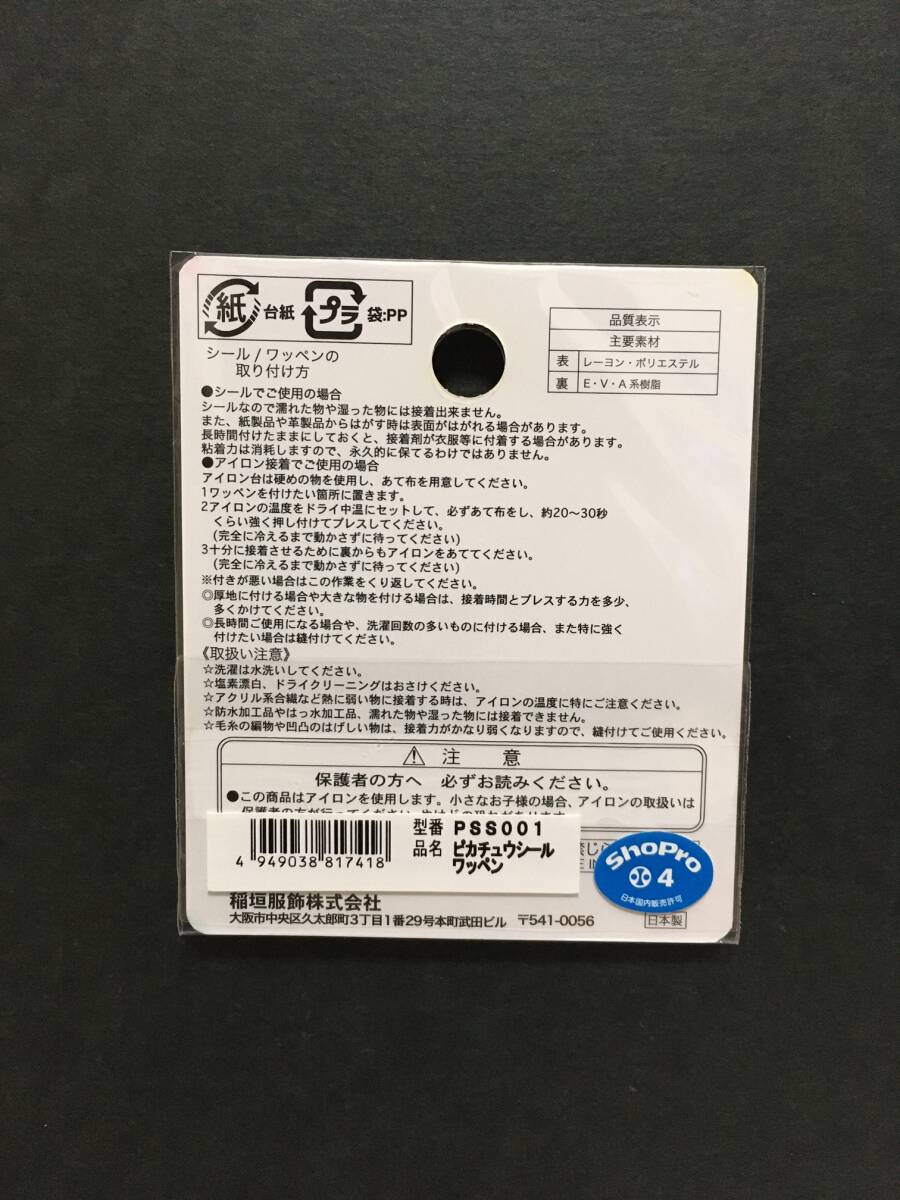 紙 台紙 プラ 袋:PP
シール / ワッペンの
取り付け方
品質表示
主要素材
表 レーヨン・ポリエステル
裏 E・V・A系樹脂
●シールでご使用の場合
シールなので濡れた物や湿った物には接着出来ません。
また、紙製品や革製品からはがす時は表面がはがれる場合があります。
長時間付けたままにしておくと、接着剤が衣服等に付着する場合があります。
粘着力は消耗しますので、永久的に保てるわけではありません。
●アイロン接着でご使用の場合
アイロン台は硬めの物を使用し、あて布を用意してください。
1ワッペンを付けたい箇所に置きます。
2アイロンの温度をドライ中温にセットして、必ずあて布をし、約20〜30秒
くらい強く押し付けてプレスしてください。
(完全に冷えるまで動かさずに待ってください)
3十分に接着させるために裏からもアイロンをあててください。
(完全に冷えるまで動かさずに待ってください)
※付きが悪い場合はこの作業をくり返してください。
◎厚地に付ける場合や大きな物を付ける場合は、接着時間とプレスする力を多少、
多くかけてください。
◎長時間ご使用になる場合や、洗濯回数の多いものに付ける場合、また特に強く
付けたい場合は縫付けてください。
《取扱い注意》
☆洗濯は水洗いしてください。
☆塩素漂白、ドライクリーニングはおさけください。
☆アクリル系合繊など熱に弱い物に接着する時は、アイロンの温度に特にご注意ください。
☆防水加工品やはっ水加工品、濡れた物や湿った物には接着できません。
☆毛糸の編物や凹凸のはげしい物は、接着力がかなり弱くなりますので、縫付けてご使用ください。
注 意
保護者の方へ 必ずお読みください。
●この商品はアイロンを使用します。小さなお子様の場合、アイロンの取扱いは
型番 PSS001
品名 ピカチュウシール
ワッペン
4 949038 817418
ShoPro
4
日本国内販売許可
稲垣服飾株式会社
大阪市中央区久太郎町3丁目1番29号本町武田ビル 〒541-0056
日本製